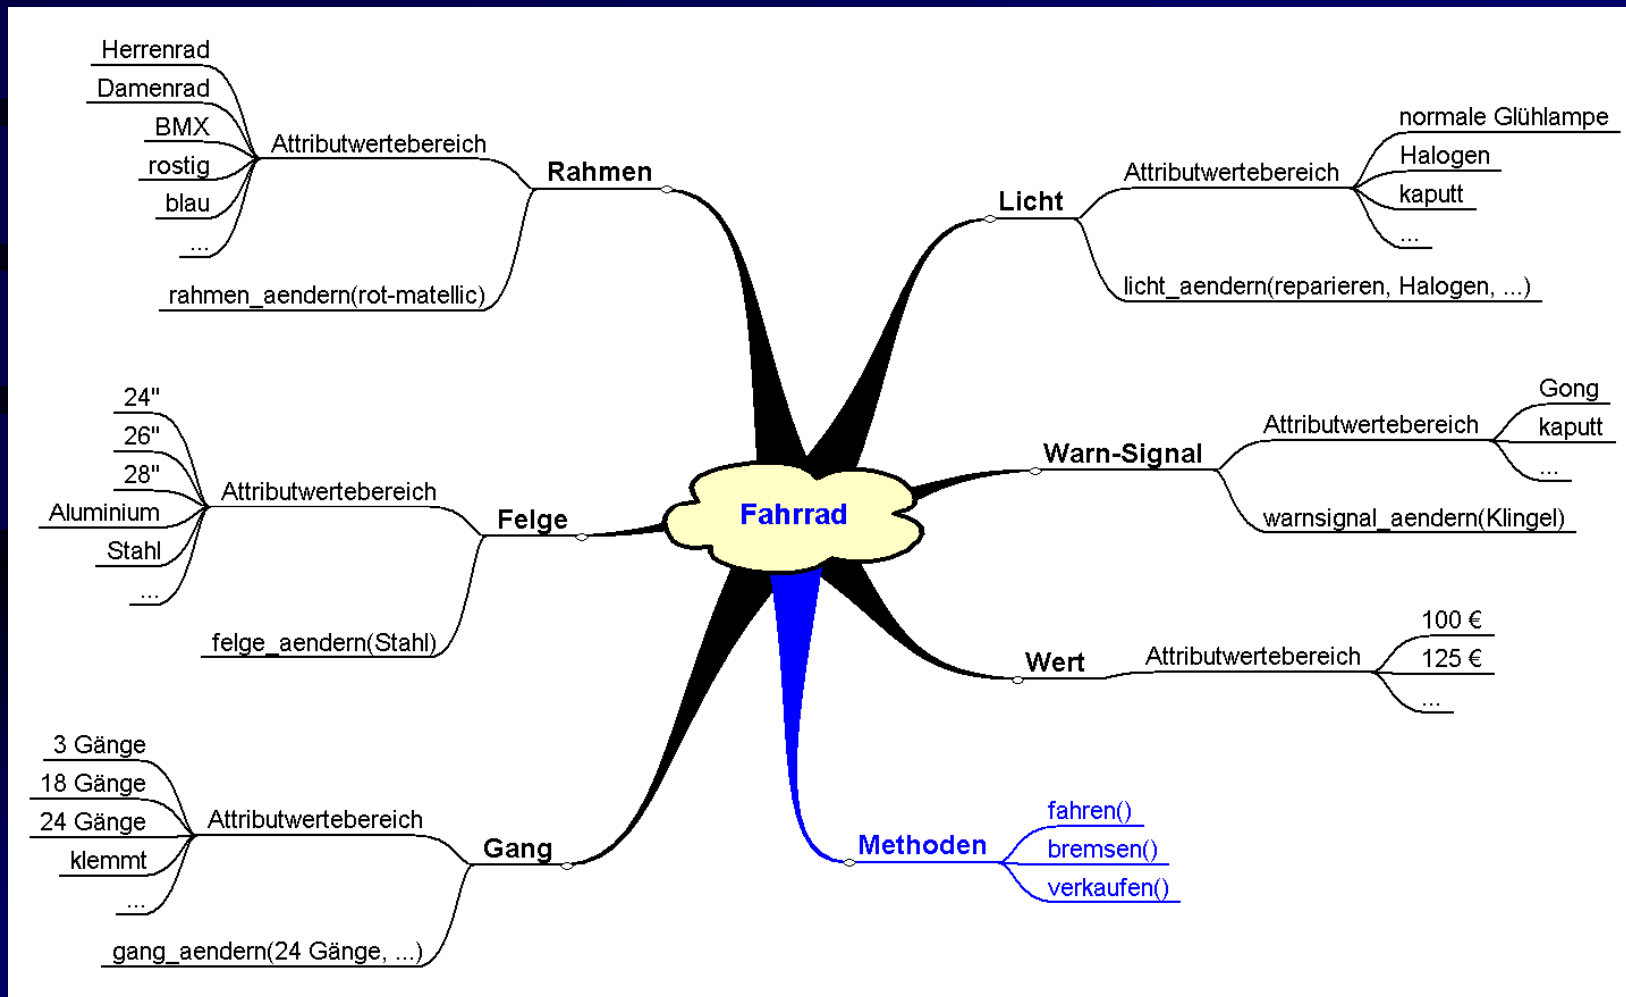 Fahrrad
Rahmen
Attributwertebereich
Herrenrad
Damenrad
BMX
rostig
blau
...
rahmen_aendern(rot-matellic)
Felge
Attributwertebereich
24"
26"
28"
Aluminium
Stahl
...
felge_aendern(Stahl)
Gang
Attributwertebereich
3 Gänge
18 Gänge
24 Gänge
klemmt
...
gang_aendern(24 Gänge, ...)
Licht
Attributwertebereich
normale Glühlampe
Halogen
kaputt
...
licht_aendern(reparieren, Halogen, ...)
Warn-Signal
Attributwertebereich
Gong
kaputt
...
warnsignal_aendern(Klingel)
Wert
Attributwertebereich
100 €
125 €
...
Methoden
fahren()
bremsen()
verkaufen()